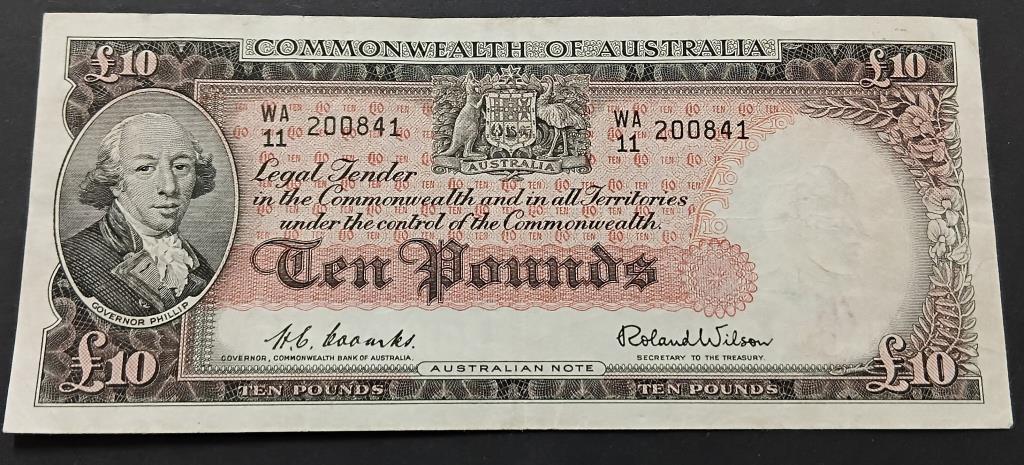 COMMONWEALTH OF AUSTRALIA
£10 £10
WA
11 200841
WA
11 200841
AUSTRALIA
Legal Tender
in the Commonwealth and in all Territories
under the control of the Commonwealth.
Ten Pounds
GOVERNOR PHILLIP
H.C. Coombs. Roland Wilson
GOVERNOR, COMMONWEALTH BANK OF AUSTRALIA. SECRETARY TO THE TREASURY.
AUSTRALIAN NOTE
£10 £10
TEN POUNDS TEN POUNDS